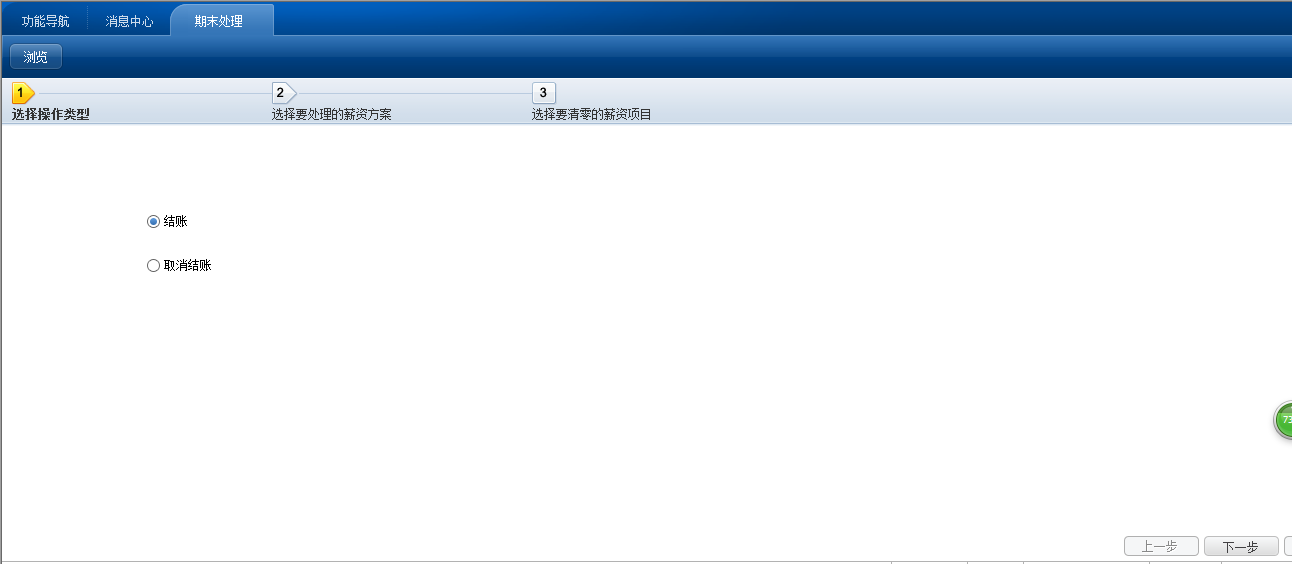 功能导航 消息中心 期末处理
浏览
1 2 3
选择操作类型 选择要处理的薪资方案 选择要清零的薪资项目
结账
取消结账
73
上一步 下一步